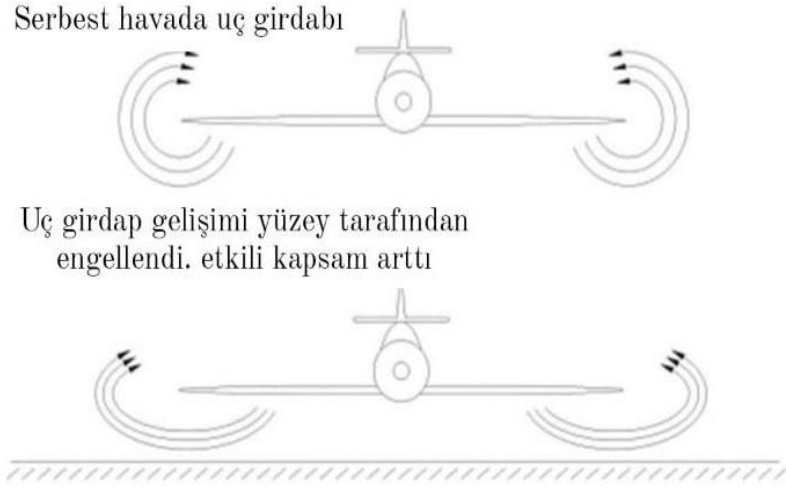 Serbest havada uç girdabı
Uç girdap gelişimi yüzey tarafından
engellendi. etkili kapsam arttı